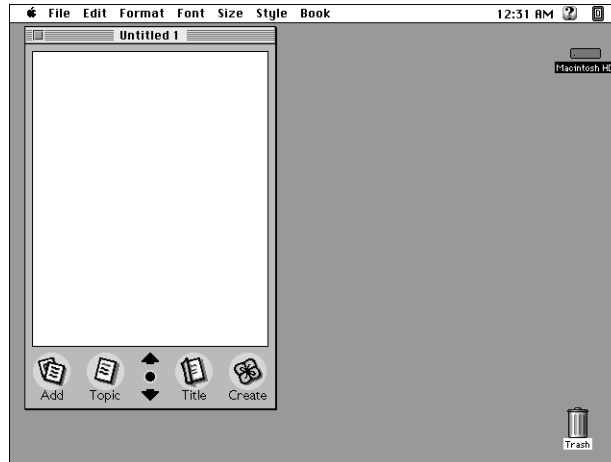 File Edit Format Font Size Style Book 12:31 AM
Untitled 1
Macintosh HD
Add Topic Title Create
Trash